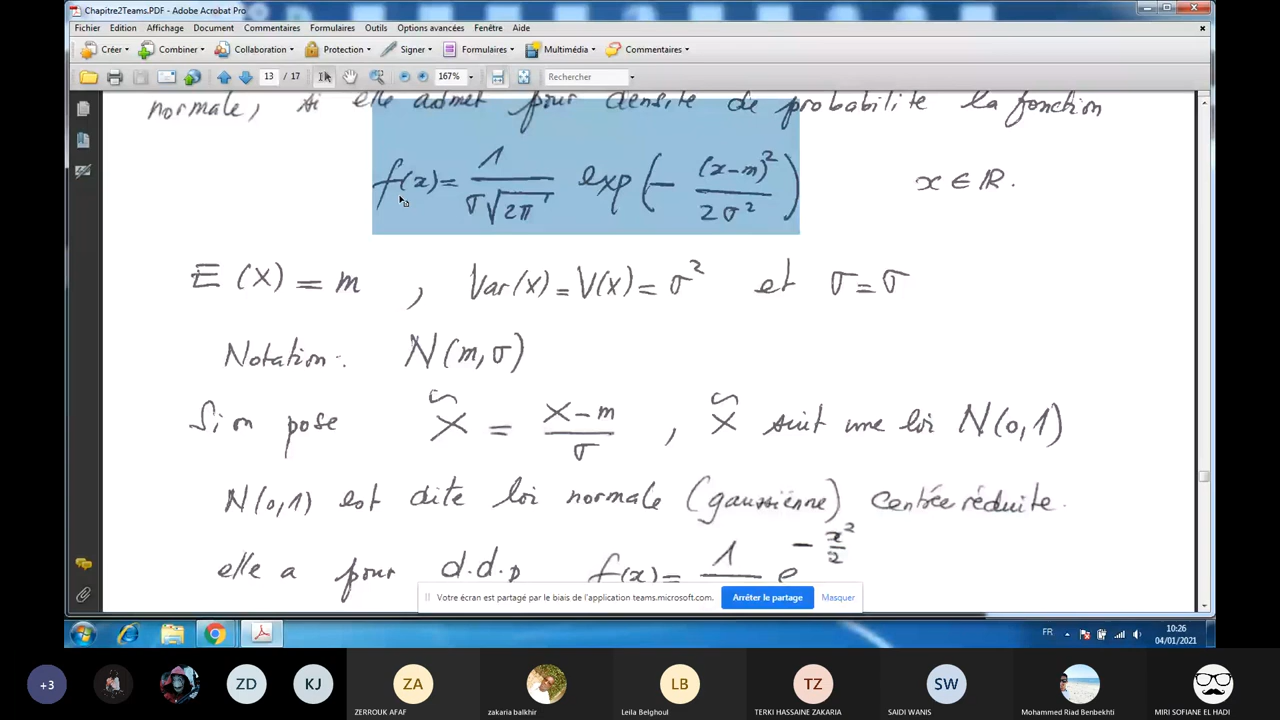 Chapitre2Teams.PDF - Adobe Acrobat Pro
Fichier Edition Affichage Document Commentaires Formulaires Outils Options avancées Fenêtre Aide
Créer Combiner Collaboration Protection Signer Formulaires Multimédia Commentaires
13 / 17 167% Rechercher
normale, si elle admet pour densité de probabilité la fonction
f(x)= 1/(σ√2π) exp(- (x-m)²/(2σ²)) x ∈ ℝ.
E(X) = m , Var(X) = V(X) = σ² et σ = σ
Notation: N(m,σ)
Si on pose X̃ = (X-m)/σ , X̃ suit une loi N(0,1)
N(0,1) est dite loi normale (gaussiènne) centrée réduite.
elle a pour d.d.p f(x)= 1 e^(-x²/2)
Votre écran est partagé par le biais de l'application teams.microsoft.com. Arrêter le partage Masquer
FR 10:26
04/01/2021
+3 ZD KJ ZA LB TZ SW
ZERROUK AFAF zakaria balkhir Leila Belghoul TERKI HASSAINE ZAKARIA SAIDI WANIS Mohammed Riad Benbekhti MIRI SOFIANE EL HADI